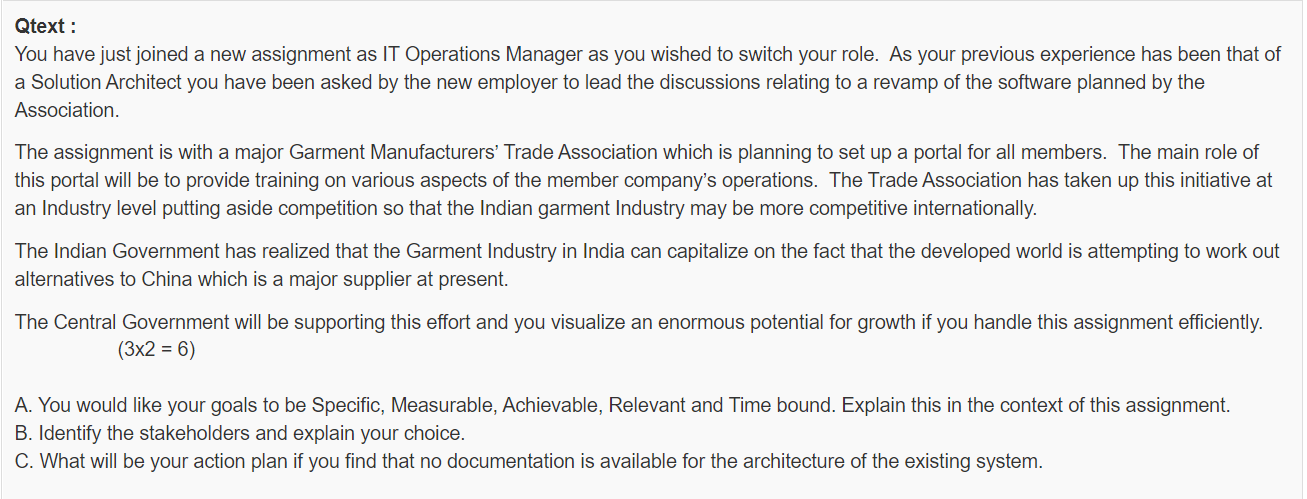 Qtext :
You have just joined a new assignment as IT Operations Manager as you wished to switch your role.  As your previous experience has been that of
a Solution Architect you have been asked by the new employer to lead the discussions relating to a revamp of the software planned by the
Association.
The assignment is with a major Garment Manufacturers’ Trade Association which is planning to set up a portal for all members.  The main role of
this portal will be to provide training on various aspects of the member company’s operations.  The Trade Association has taken up this initiative at
an Industry level putting aside competition so that the Indian garment Industry may be more competitive internationally.
The Indian Government has realized that the Garment Industry in India can capitalize on the fact that the developed world is attempting to work out
alternatives to China which is a major supplier at present.
The Central Government will be supporting this effort and you visualize an enormous potential for growth if you handle this assignment efficiently.
(3x2 = 6)
A. You would like your goals to be Specific, Measurable, Achievable, Relevant and Time bound. Explain this in the context of this assignment.
B. Identify the stakeholders and explain your choice.
C. What will be your action plan if you find that no documentation is available for the architecture of the existing system.